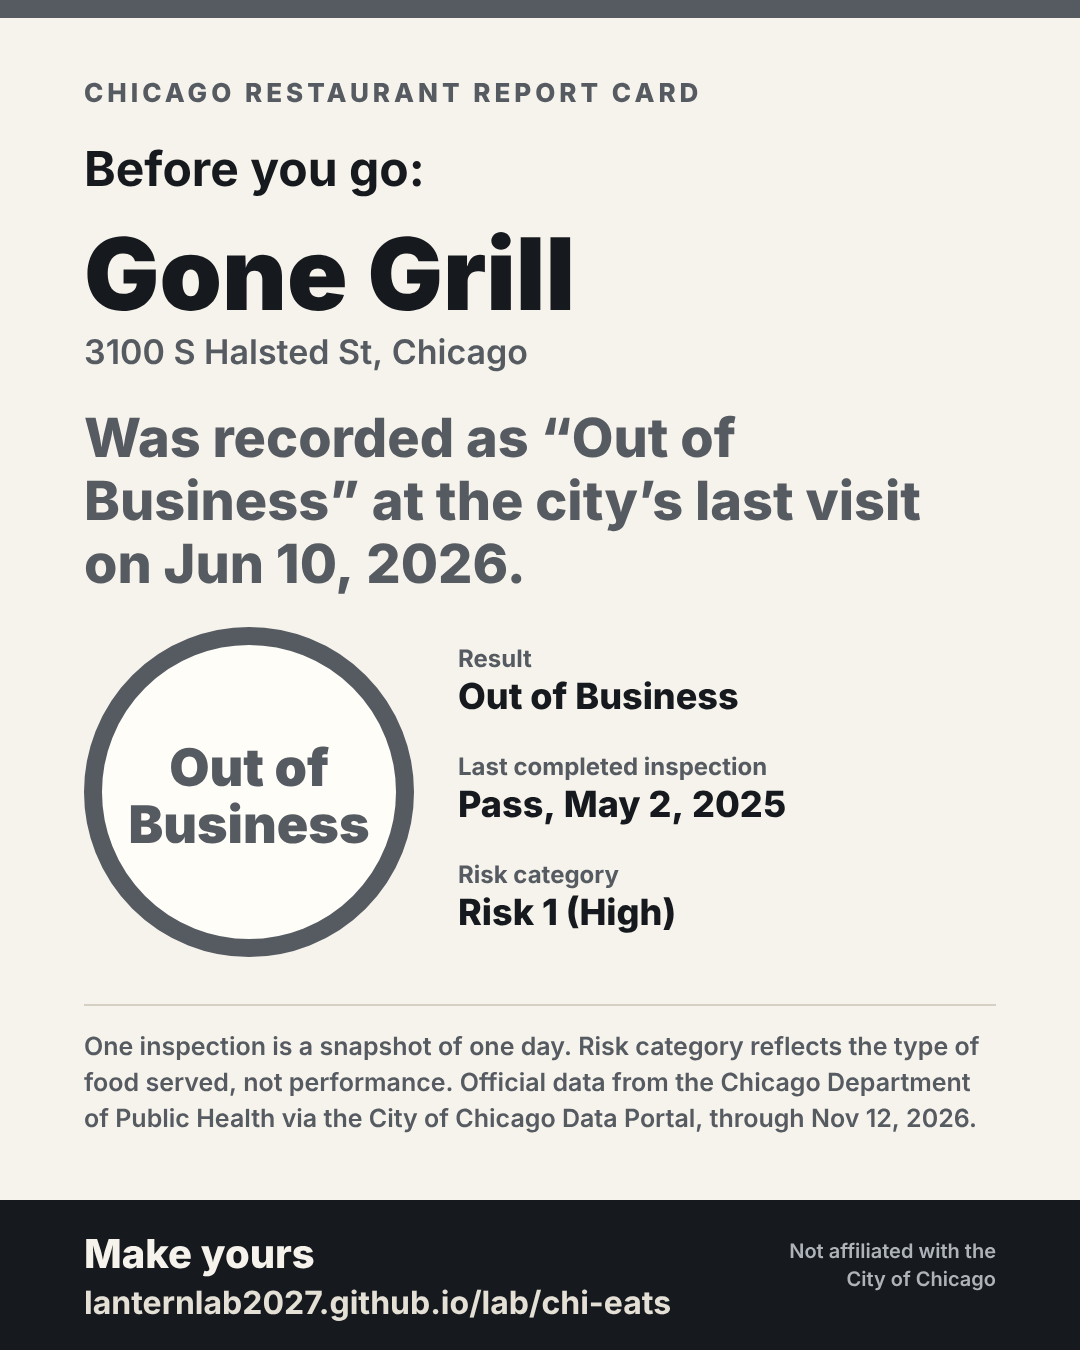 CHICAGO RESTAURANT REPORT CARD
Before you go:
Gone Grill
3100 S Halsted St, Chicago
Was recorded as “Out of
Business” at the city’s last visit
on Jun 10, 2026.
Out of
Business
Result
Out of Business
Last completed inspection
Pass, May 2, 2025
Risk category
Risk 1 (High)
One inspection is a snapshot of one day. Risk category reflects the type of
food served, not performance. Official data from the Chicago Department
of Public Health via the City of Chicago Data Portal, through Nov 12, 2026.
Make yours
lanternlab2027.github.io/lab/chi-eats
Not affiliated with the
City of Chicago